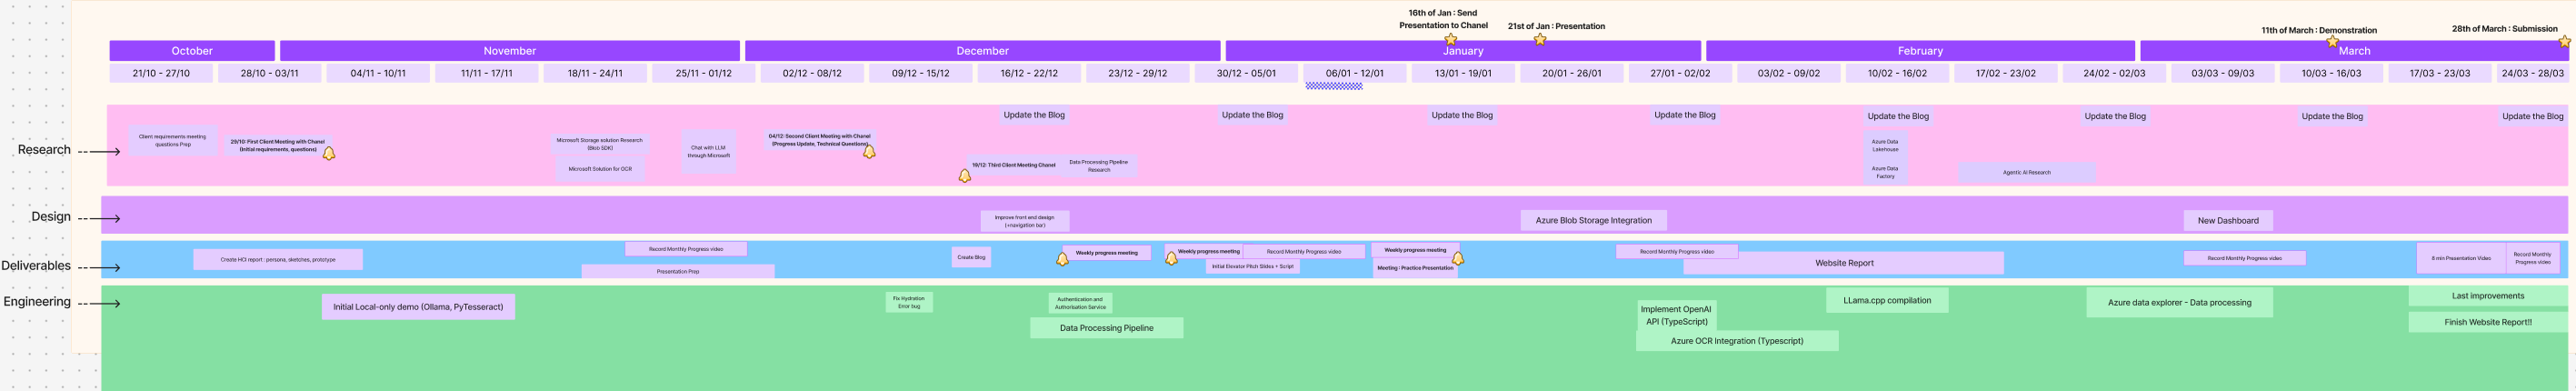 16th of Jan : Send
Presentation to Chanel
21st of Jan : Presentation
11th of March : Demonstration
28th of March : Submission
October
November
December
January
February
March
21/10 - 27/10
28/10 - 03/11
04/11 - 10/11
11/11 - 17/11
18/11 - 24/11
25/11 - 01/12
02/12 - 08/12
09/12 - 15/12
16/12 - 22/12
23/12 - 29/12
30/12 - 05/01
06/01 - 12/01
13/01 - 19/01
20/01 - 26/01
27/01 - 02/02
03/02 - 09/02
10/02 - 16/02
17/02 - 23/02
24/02 - 02/03
03/03 - 09/03
10/03 - 16/03
17/03 - 23/03
24/03 - 28/03
Research
Client requirements meeting
questions Prep
29/10: First Client Meeting with Chanel
(Initial requirements, questions)
Microsoft Storage solution Research
(Blob SDK)
Microsoft Solution for OCR
Chat with LLM
through Microsoft
04/12: Second Client Meeting with Chanel
(Progress Update, Technical Questions)
19/12: Third Client Meeting Chanel
Data Processing Pipeline
Research
Update the Blog
Update the Blog
Update the Blog
Update the Blog
Update the Blog
Update the Blog
Update the Blog
Update the Blog
Azure Data
Lakehouse
Azure Data
Factory
Agentic AI Research
Design
Improve front end design
(+navigation bar)
Azure Blob Storage Integration
New Dashboard
Deliverables
Create HCI report : persona, sketches, prototype
Record Monthly Progress video
Presentation Prep
Create Blog
Weekly progress meeting
Weekly progress meeting
Record Monthly Progress video
Initial Elevator Pitch Slides + Script
Weekly progress meeting
Meeting : Practice Presentation
Record Monthly Progress video
Website Report
Record Monthly Progress video
8 min Presentation Video
Record Monthly
Progress video
Engineering
Initial Local-only demo (Ollama, PyTesseract)
Fix Hydration
Error bug
Authentication and
Authorisation Service
Data Processing Pipeline
Implement OpenAI
API (TypeScript)
Azure OCR Integration (Typescript)
LLama.cpp compilation
Azure data explorer - Data processing
Last improvements
Finish Website Report!!